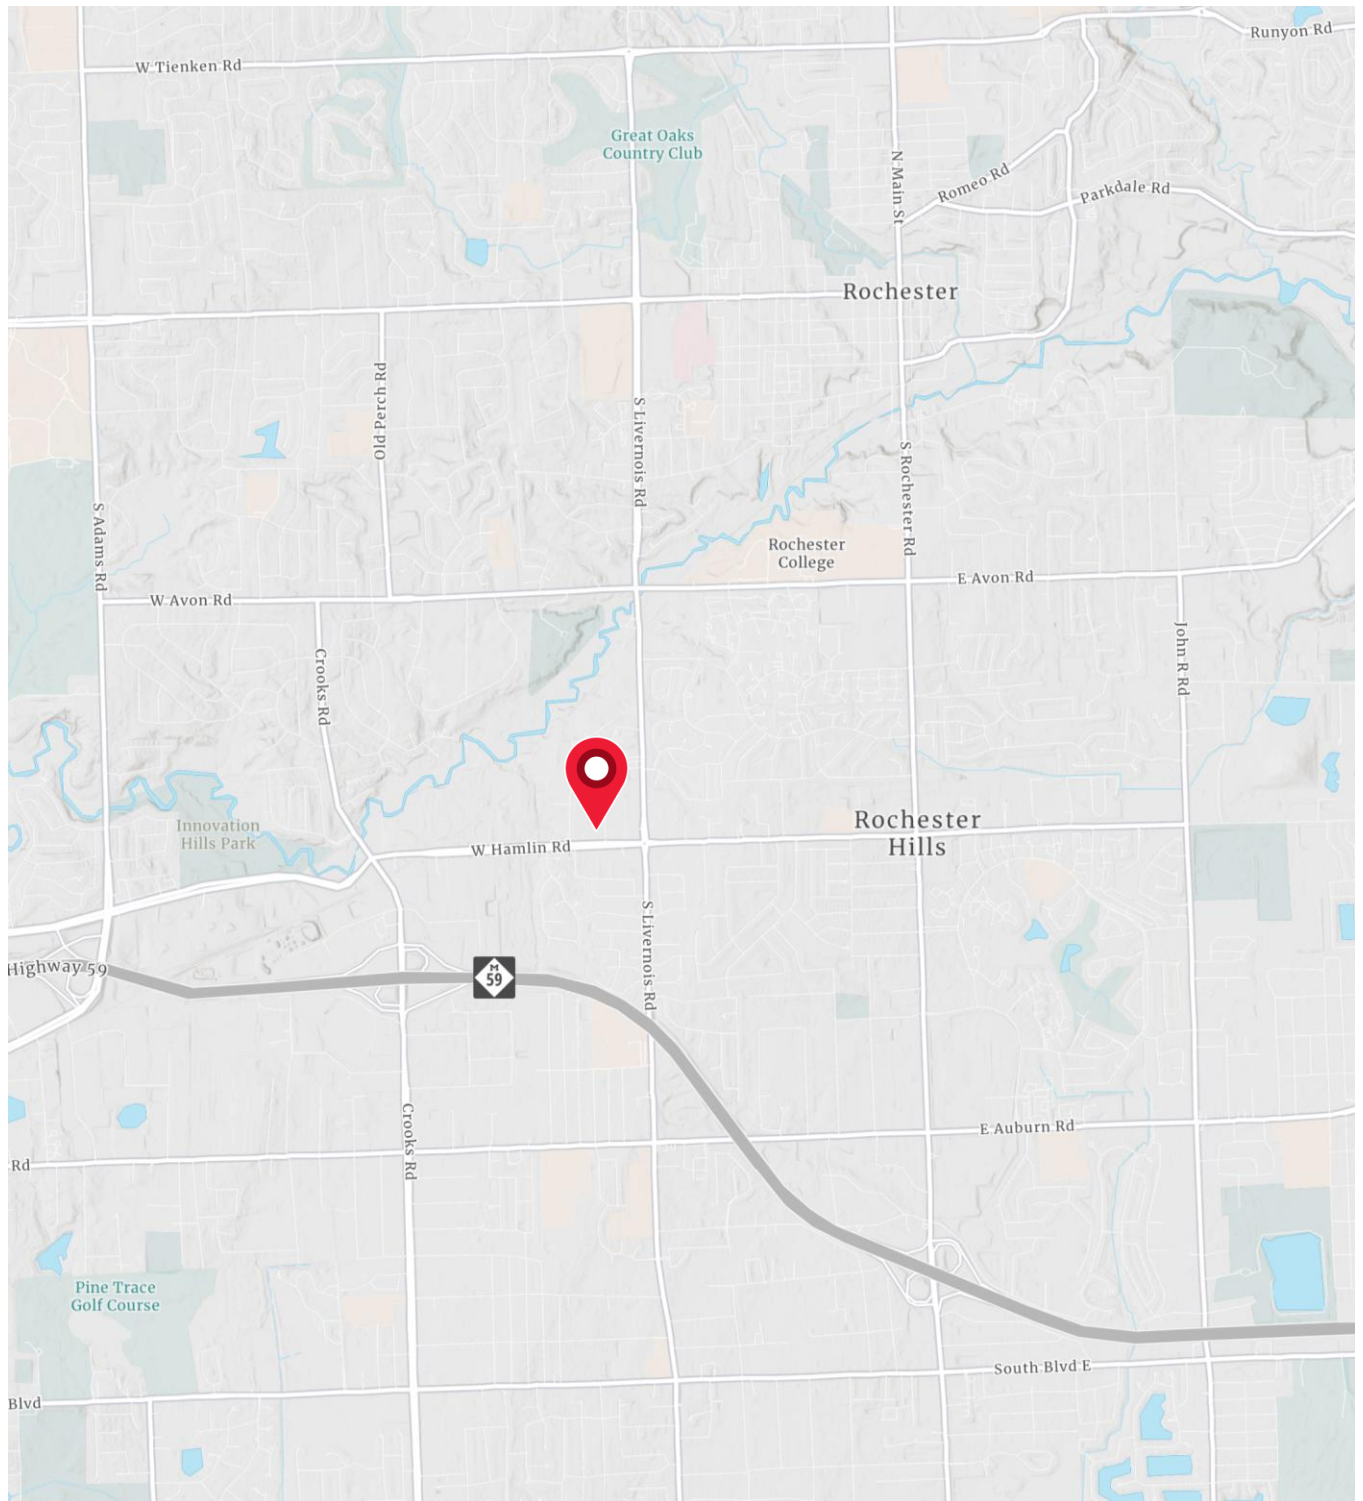 Runyon Rd
W Tienken Rd
Great Oaks
Country Club
N Main St
Romeo Rd
Parkdale Rd
Rochester
Old Perch Rd
S Livernois Rd
S Rochester Rd
S Adams Rd
Rochester
College
E Avon Rd
W Avon Rd
John R Rd
Crooks Rd
Innovation
Hills Park
Rochester
Hills
W Hamlin Rd
S Livernois Rd
Highway 59
M
59
Crooks Rd
E Auburn Rd
Rd
Pine Trace
Golf Course
South Blvd E
Blvd